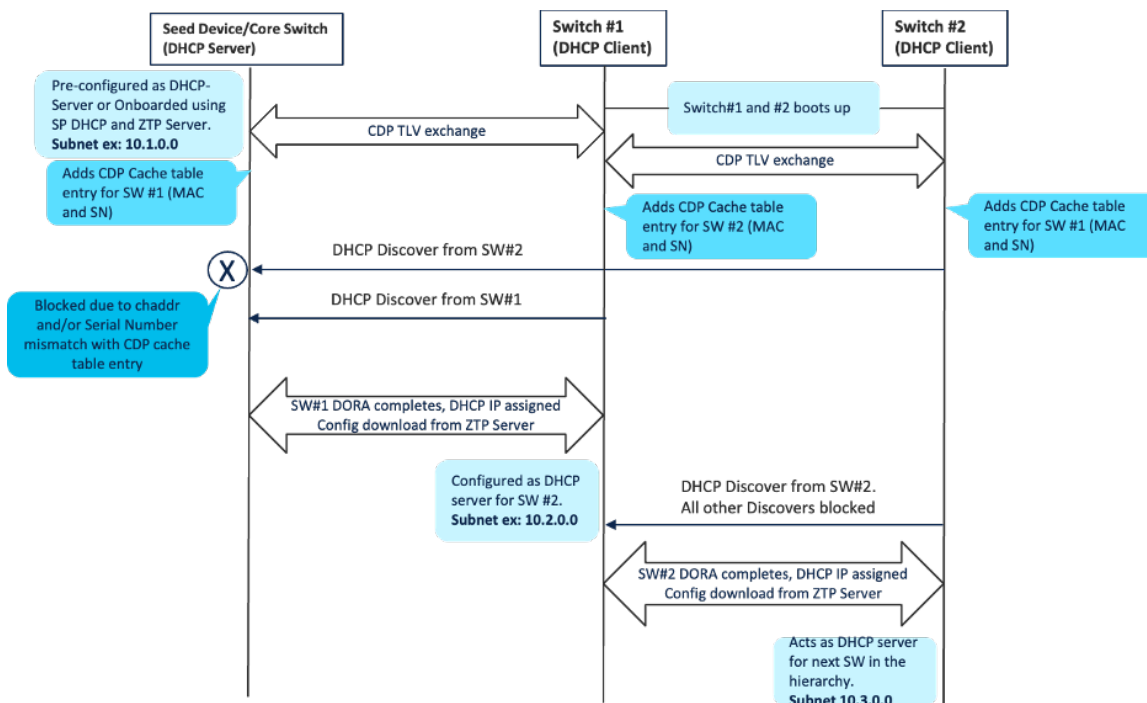 Seed Device/Core Switch
(DHCP Server)
Switch #1
(DHCP Client)
Switch #2
(DHCP Client)
Pre-configured as DHCP-
Server or Onboarded using
SP DHCP and ZTP Server.
Subnet ex: 10.1.0.0
Switch#1 and #2 boots up
CDP TLV exchange
CDP TLV exchange
Adds CDP Cache table
entry for SW #1 (MAC
and SN)
Adds CDP Cache table
entry for SW #2 (MAC
and SN)
Adds CDP Cache table
entry for SW #1 (MAC
and SN)
DHCP Discover from SW#2
X
DHCP Discover from SW#1
Blocked due to chaddr
and/or Serial Number
mismatch with CDP cache
table entry
SW#1 DORA completes, DHCP IP assigned
Config download from ZTP Server
Configured as DHCP
server for SW #2.
Subnet ex: 10.2.0.0
DHCP Discover from SW#2.
All other Discovers blocked
SW#2 DORA completes, DHCP IP assigned
Config download from ZTP Server
Acts as DHCP server
for next SW in the
hierarchy.
Subnet 10.3.0.0